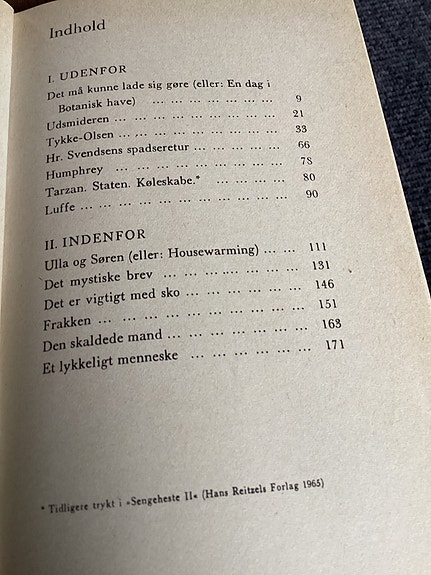 Indhold
I. UDENFOR
Det må kunne lade sig gøre (eller: En dag i
Botanisk have) ... ... ... ... ... ... 9
Udsmideren ... ... ... ... ... ... ... ... 21
Tykke-Olsen ... ... ... ... ... ... ... ... 33
Hr. Svendsens spadseretur ... ... ... ... 66
Humphrey ... ... ... ... ... ... ... ... 78
Tarzan. Staten. Køleskabe.* ... ... ... ... 80
Luffe ... ... ... ... ... ... ... ... ... ... 90
II. INDENFOR
Ulla og Søren (eller: Housewarming) ... ... 111
Det mystiske brev ... ... ... ... ... ... 131
Det er vigtigt med sko ... ... ... ... ... 146
Frakken ... ... ... ... ... ... ... ... 151
Den skaldede mand ... ... ... ... ... ... 163
Et lykkeligt menneske ... ... ... ... ... 171
* Tidligere trykt i »Sengeheste II« (Hans Reitzels Forlag 1965)